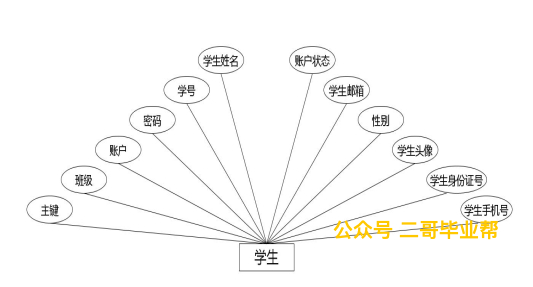 学生姓名
账户状态
学号
学生邮箱
密码
性别
账户
学生头像
班级
学生身份证号
主键
学生手机号
公众号 二哥毕业帮
学生